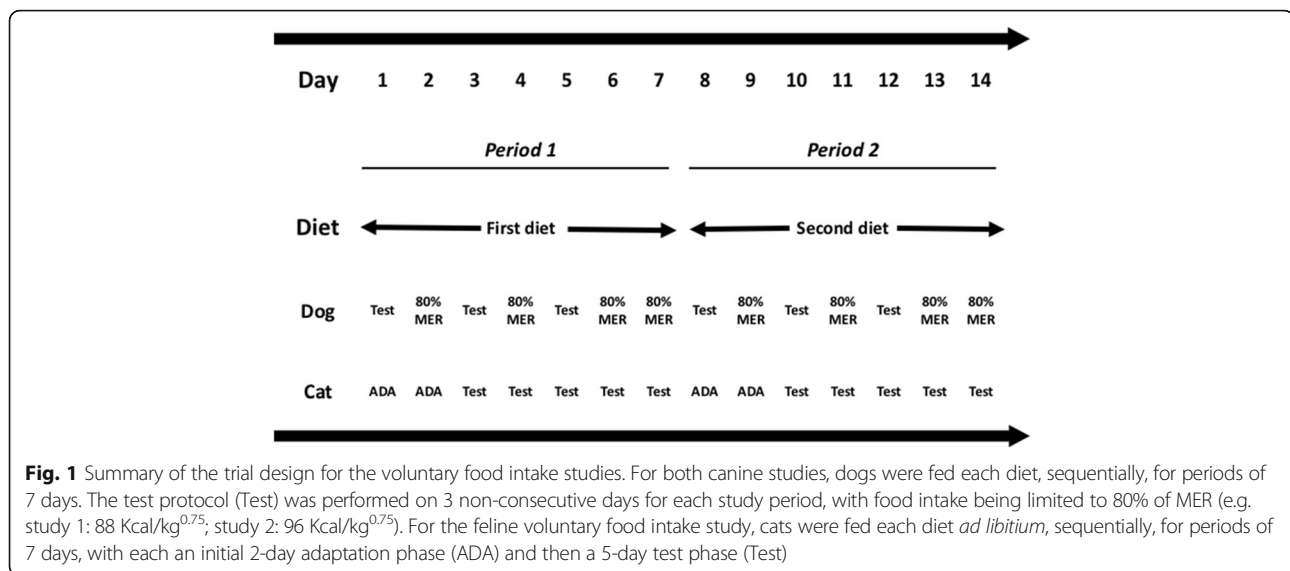 Day 1 2 3 4 5 6 7 8 9 10 11 12 13 14
Period 1 Period 2
Diet First diet Second diet
Dog Test 80% MER Test 80% MER Test 80% MER 80% MER Test 80% MER Test 80% MER Test 80% MER 80% MER
Cat ADA ADA Test Test Test Test Test ADA ADA Test Test Test Test Test
Fig. 1 Summary of the trial design for the voluntary food intake studies. For both canine studies, dogs were fed each diet, sequentially, for periods of
7 days. The test protocol (Test) was performed on 3 non-consecutive days for each study period, with food intake being limited to 80% of MER (e.g.
study 1: 88 Kcal/kg^0.75; study 2: 96 Kcal/kg^0.75). For the feline voluntary food intake study, cats were fed each diet ad libitium, sequentially, for periods of
7 days, with each an initial 2-day adaptation phase (ADA) and then a 5-day test phase (Test)